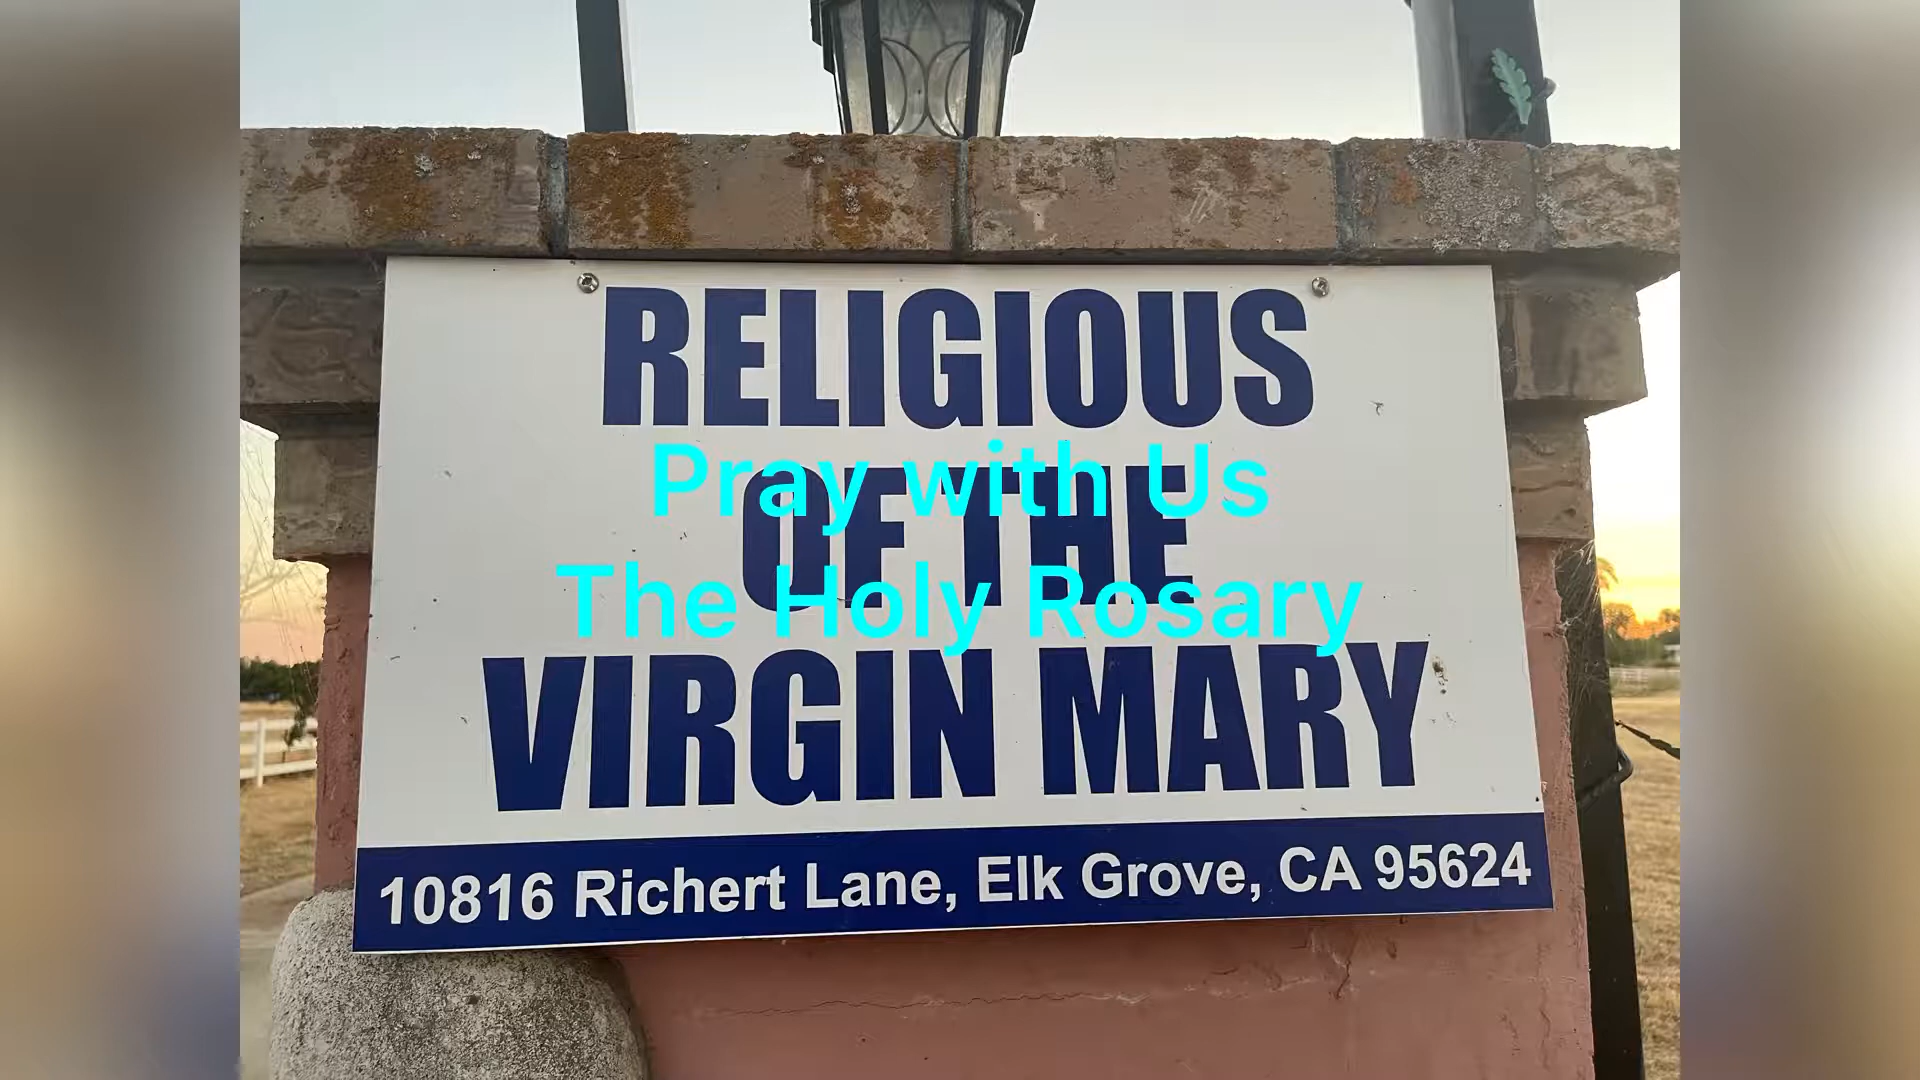 RELIGIOUS
Pray with Us
OF THE
The Holy Rosary
VIRGIN MARY
10816 Richert Lane, Elk Grove, CA 95624